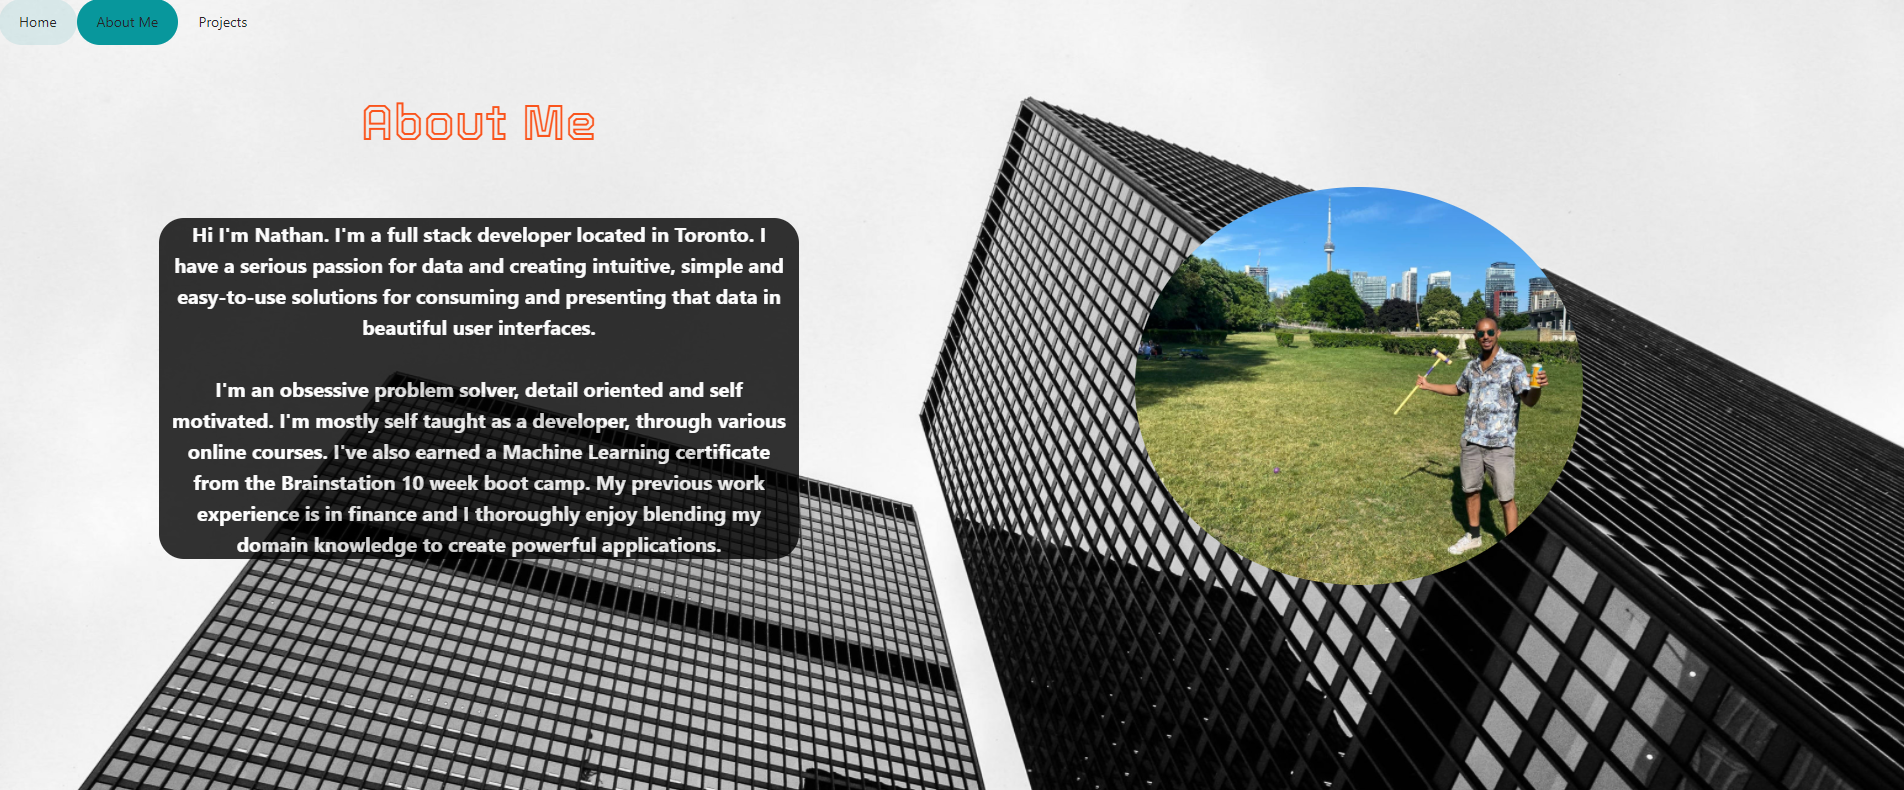 Home
About Me
Projects
About Me
Hi I'm Nathan. I'm a full stack developer located in Toronto. I
have a serious passion for data and creating intuitive, simple and
easy-to-use solutions for consuming and presenting that data in
beautiful user interfaces.
I'm an obsessive problem solver, detail oriented and self
motivated. I'm mostly self taught as a developer, through various
online courses. I've also earned a Machine Learning certificate
from the Brainstation 10 week boot camp. My previous work
experience is in finance and I thoroughly enjoy blending my
domain knowledge to create powerful applications.